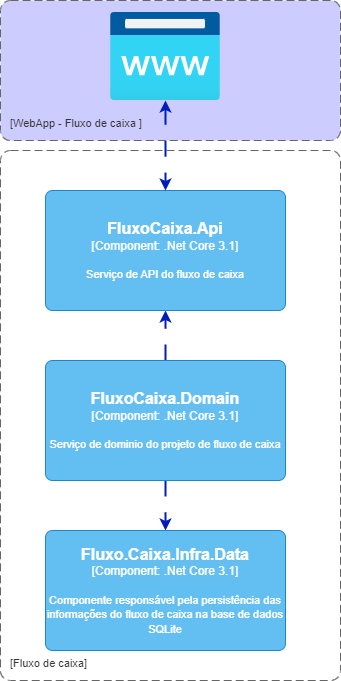 www
[WebApp - Fluxo de caixa ]
FluxoCaixa.Api
[Component: .Net Core 3.1]
Serviço de API do fluxo de caixa
FluxoCaixa.Domain
[Component: .Net Core 3.1]
Serviço de dominio do projeto de fluxo de caixa
Fluxo.Caixa.Infra.Data
[Component: .Net Core 3.1]
Componente responsável pela persistência das
informações do fluxo de caixa na base de dados
SQLite
[Fluxo de caixa]